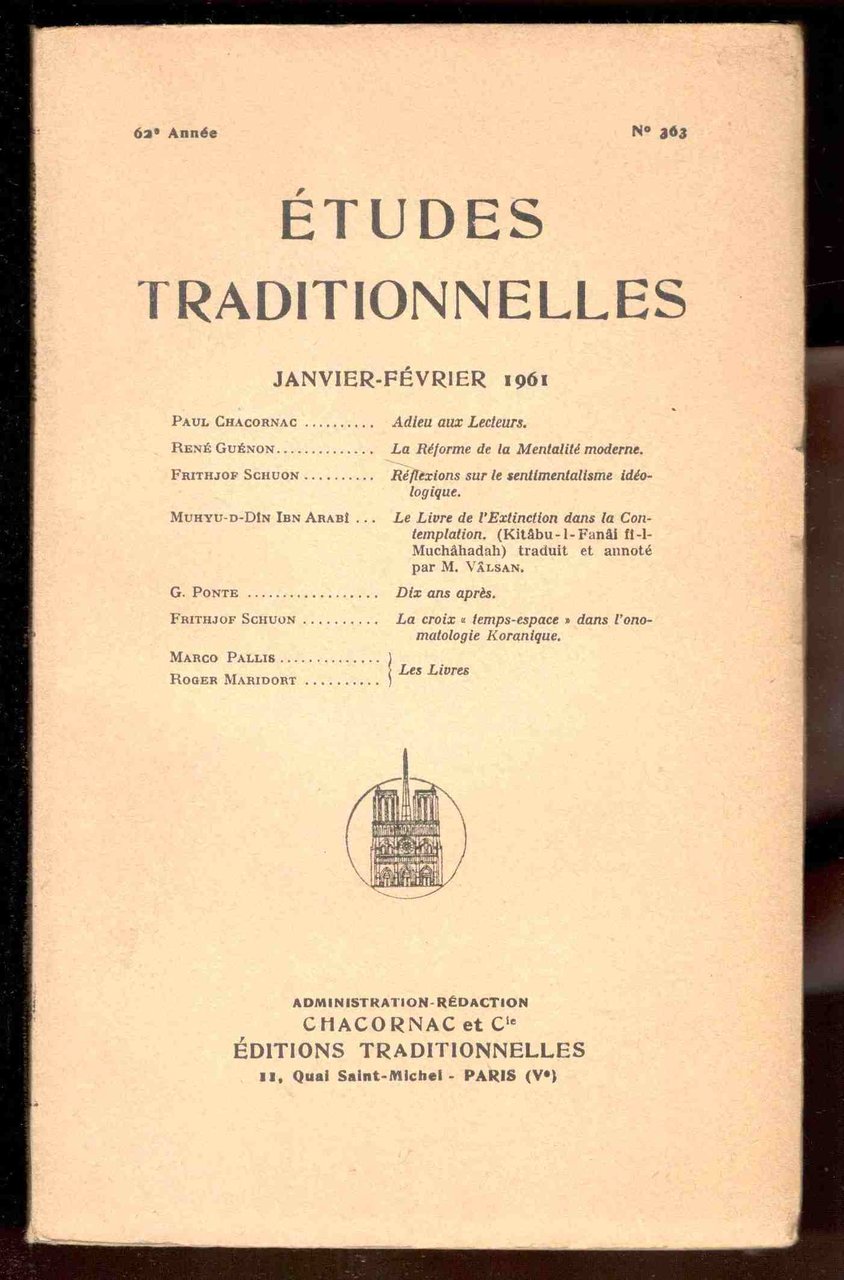 62e Année N° 363
ÉTUDES
TRADITIONNELLES
JANVIER-FÉVRIER 1961
PAUL CHACORNAC .......... Adieu aux Lecteurs.
RENÉ GUÉNON.............. La Réforme de la Mentalité moderne.
FRITHJOF SCHUON .......... Réflexions sur le sentimentalisme idéo-
logique.
MUHYU-D-DÎN IBN ARABÎ ... Le Livre de l'Extinction dans la Con-
templation. (Kitâbu-l-Fanâi fî-l-
Muchâhadah) traduit et annoté
par M. VÂLSAN.
G. PONTE ................. Dix ans après.
FRITHJOF SCHUON .......... La croix « temps-espace » dans l'ono-
matologie Koranique.
MARCO PALLIS ..............
ROGER MARIDORT .......... } Les Livres
ADMINISTRATION-RÉDACTION
CHACORNAC et Cie
ÉDITIONS TRADITIONNELLES
11, Quai Saint-Michel - PARIS (Ve)